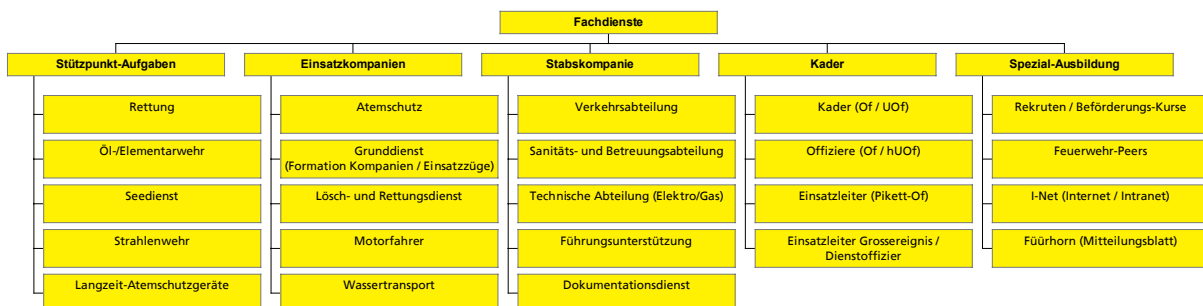 Fachdienste
Stützpunkt-Aufgaben
Rettung
Öl-/Elementarwehr
Seedienst
Strahlenwehr
Langzeit-Atemschutzgeräte
Einsatzkompanien
Atemschutz
Grunddienst
(Formation Kompanien / Einsatzzüge)
Lösch- und Rettungsdienst
Motorfahrer
Wassertransport
Stabskompanie
Verkehrsabteilung
Sanitäts- und Betreuungsabteilung
Technische Abteilung (Elektro/Gas)
Führungsunterstützung
Dokumentationsdienst
Kader
Kader (Of / UOf)
Offiziere (Of / hUOf)
Einsatzleiter (Pikett-Of)
Einsatzleiter Grossereignis /
Dienstoffizier
Spezial-Ausbildung
Rekruten / Beförderungs-Kurse
Feuerwehr-Peers
I-Net (Internet / Intranet)
Füürhorn (Mitteilungsblatt)